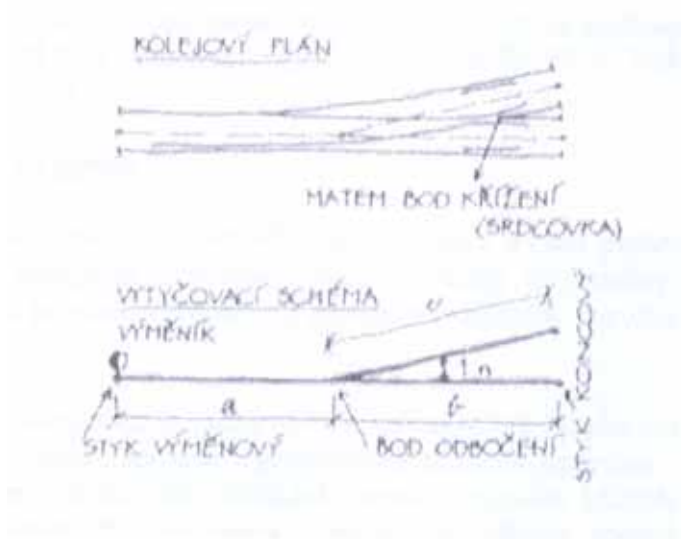 KOLEJOVÝ PLÁN
MATEM BOD KŘÍŽENÍ
(SRDCOVKA)
VYTYČOVACÍ SCHÉMA
VÝMĚNÍK
1:n
a
b
STYK VÝMĚNOVÝ
BOD ODBOČENÍ
STYK KONCOVÝ